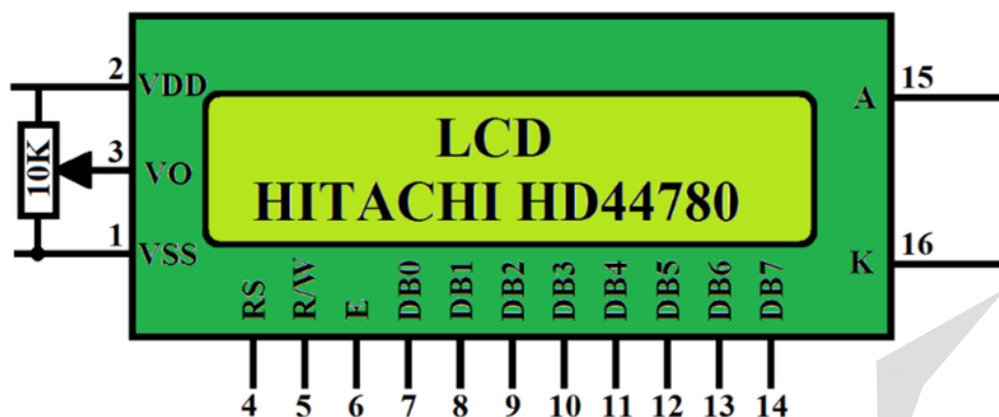 2
VDD
15
A
LCD
10K
3
VO
HITACHI HD44780
1
VSS
16
K
RS
R/W
E
DB0
DB1
DB2
DB3
DB4
DB5
DB6
DB7
4 5 6 7 8 9 10 11 12 13 14